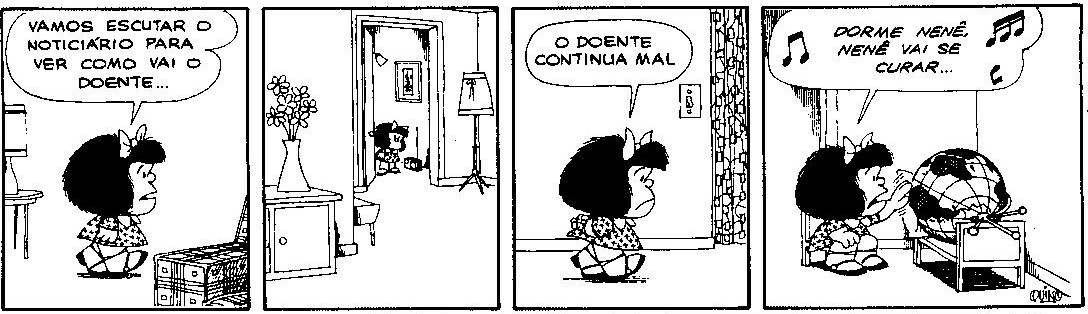 VAMOS ESCUTAR O
NOTICIÁRIO PARA
VER COMO VAI O
DOENTE...
O DOENTE
CONTINUA MAL
DORME NENÊ,
NENÊ VAI SE
CURAR...
QUINO